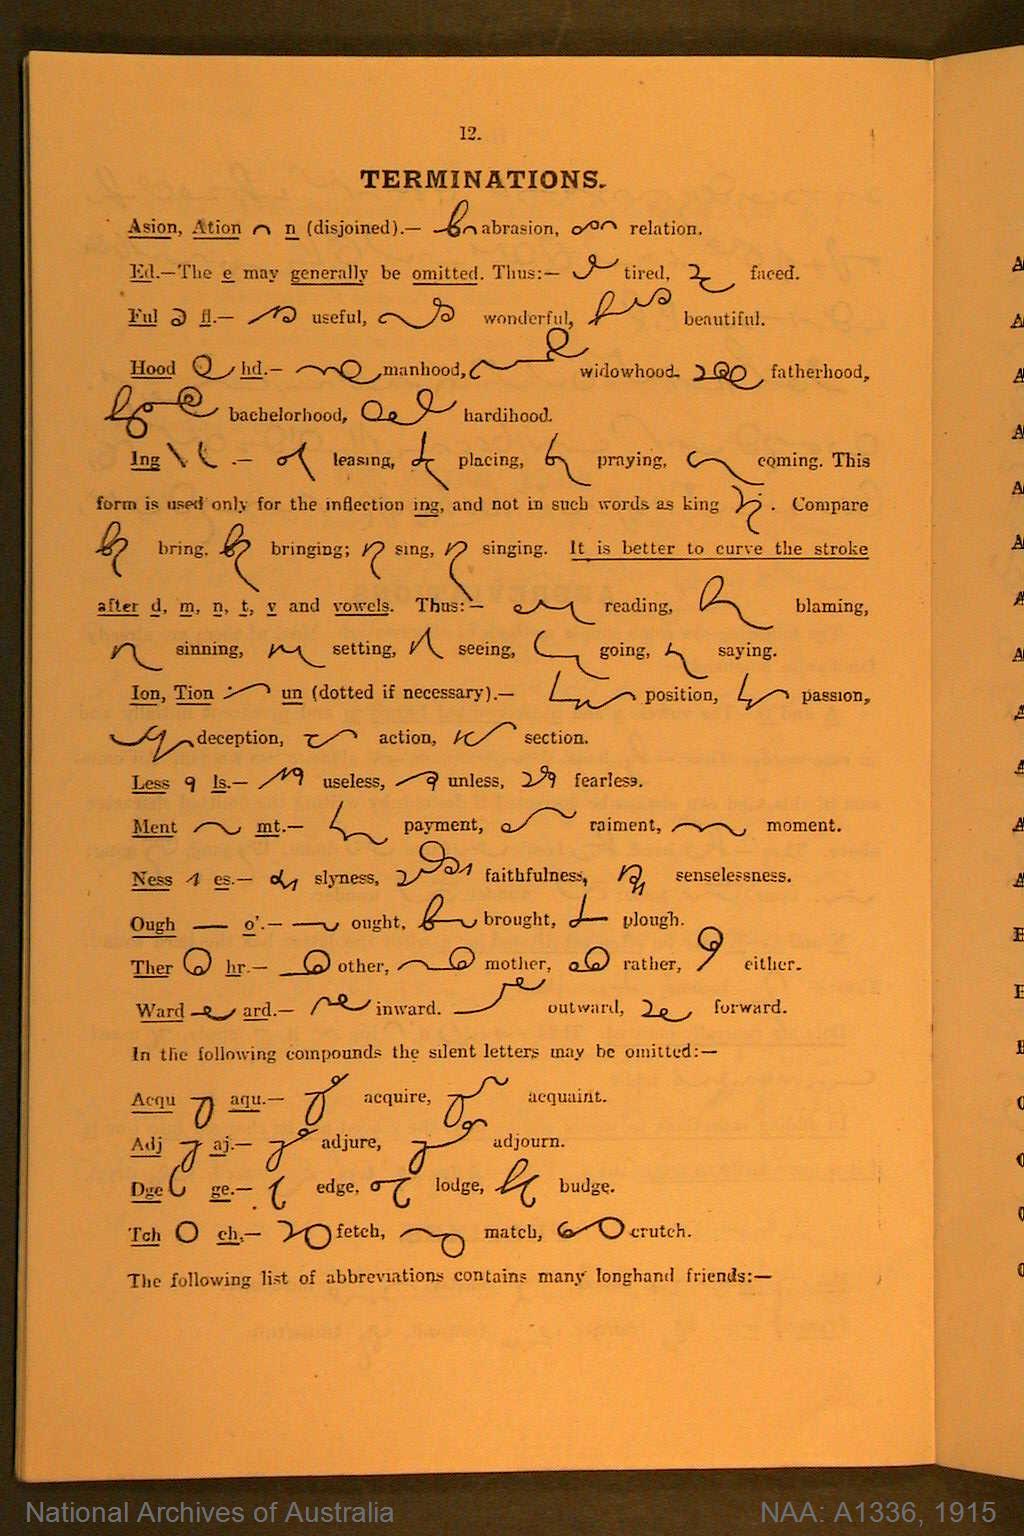 12.
TERMINATIONS.
Asion, Ation n (disjoined).— abrasion, relation.
Ed.—The e may generally be omitted. Thus:— tired, faced.
Ful fl.— useful, wonderful, beautiful.
Hood hd.— manhood, widowhood. fatherhood,
bachelorhood, hardihood.
Ing .— leasing, placing, praying, coming. This
form is used only for the inflection ing, and not in such words as king . Compare
bring, bringing; sing, singing. It is better to curve the stroke
after d, m, n, t, v and vowels. Thus:— reading, blaming,
sinning, setting, seeing, going, saying.
Ion, Tion un (dotted if necessary).— position, passion,
deception, action, section.
Less ls.— useless, unless, fearless.
Ment mt.— payment, raiment, moment.
Ness es.— slyness, faithfulness, senselessness.
Ough o'.— ought, brought, plough.
Ther hr.— other, mother, rather, either.
Ward ard.— inward. outward, forward.
In the following compounds the silent letters may be omitted:—
Acqu aqu.— acquire, acquaint.
Adj aj.— adjure, adjourn.
Dge ge.— edge, lodge, budge.
Tch ch.— fetch, match, crutch.
The following list of abbreviations contains many longhand friends:—
National Archives of Australia
NAA: A1336, 1915